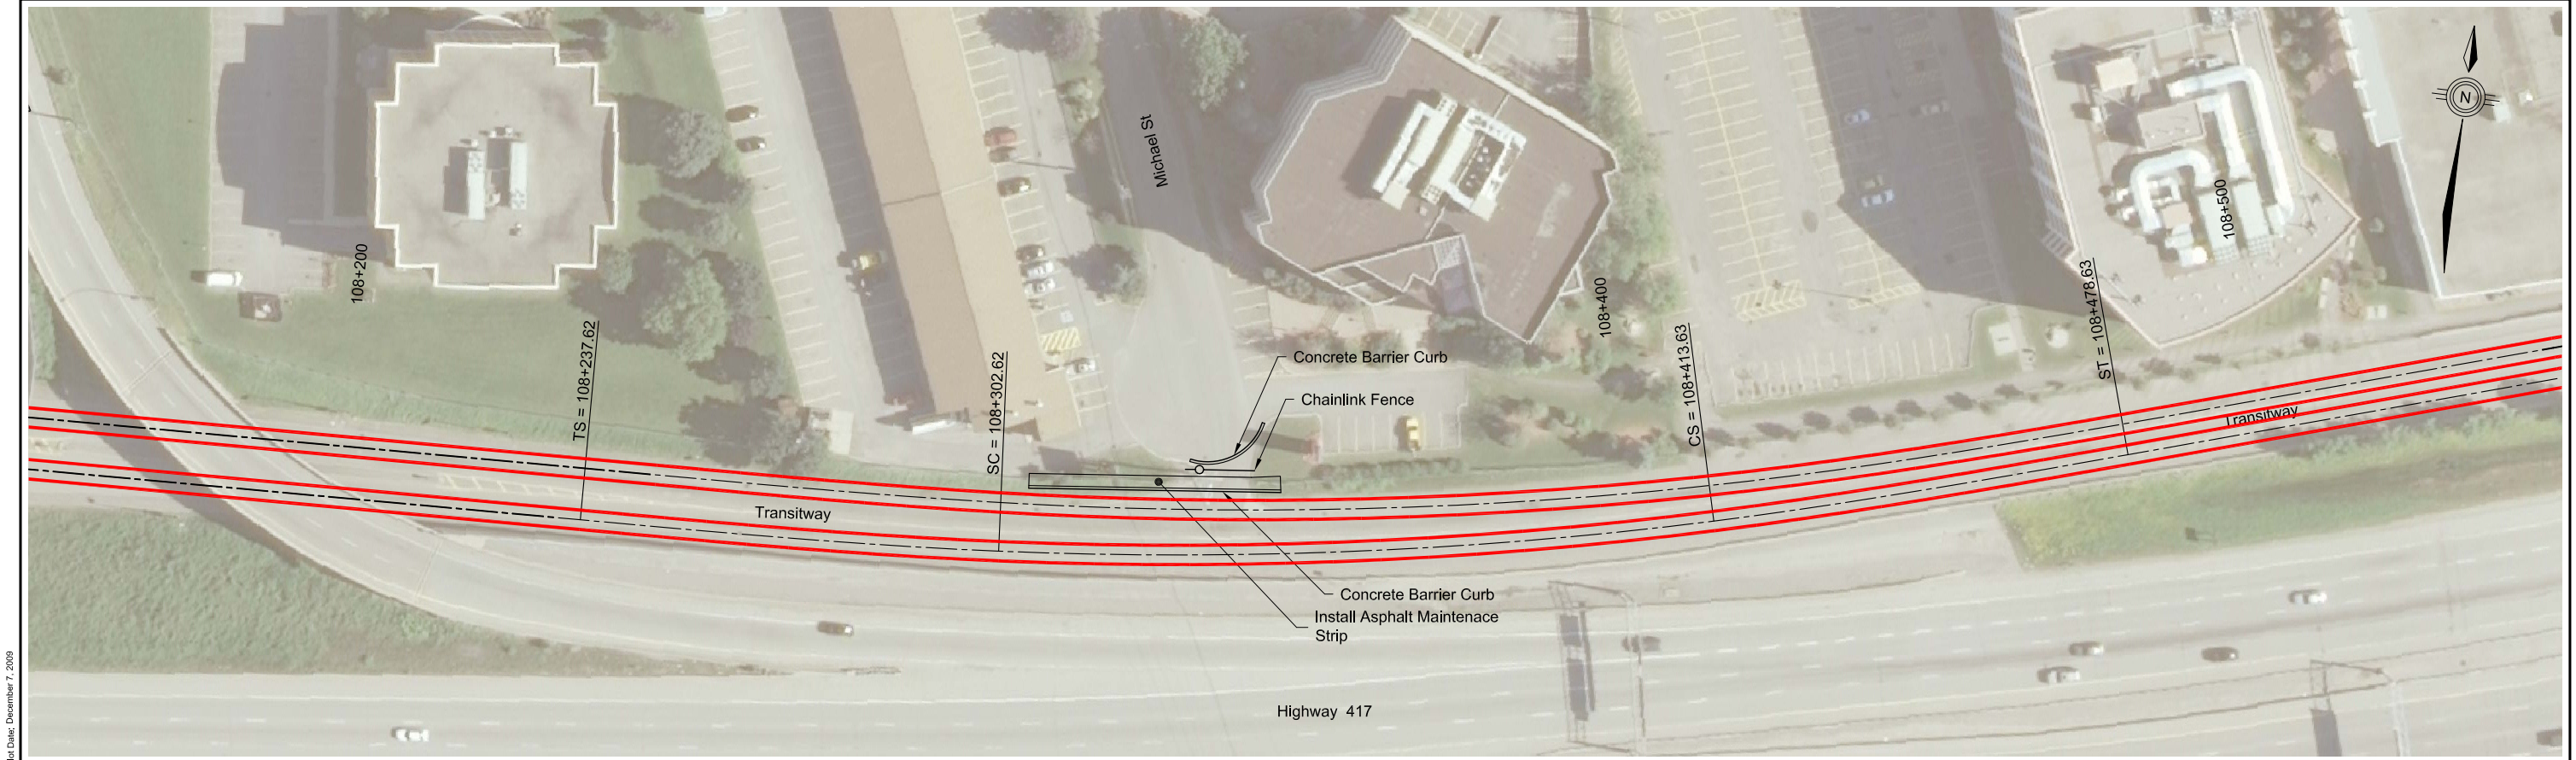 N
Michael St
108+500
108+200
108+400
ST = 108+478.63
TS = 108+237.62
CS = 108+413.63
SC = 108+302.62
Concrete Barrier Curb
Chainlink Fence
Transitway
Transitway
Concrete Barrier Curb
Install Asphalt Maintenace
Strip
Highway 417
lot Date: December 7, 2009